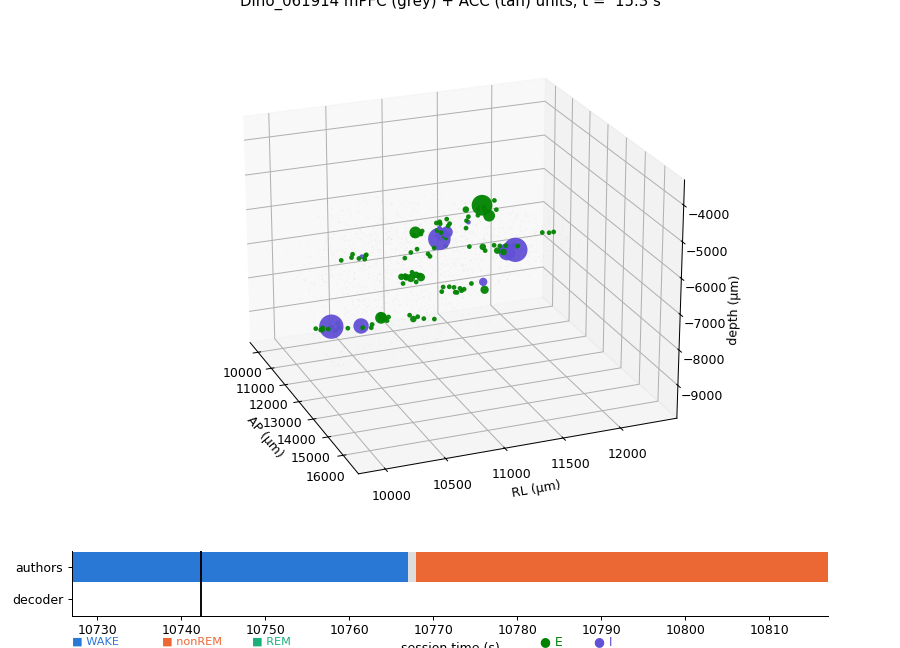 Dino_061914 mPFC (grey) + ACC (tan) units, t = 15.3 s
−4000
−5000
−6000
−7000
−8000
−9000
depth (μm)
10000
11000
12000
13000
14000
15000
16000
AP (μm)
10000
10500
11000
11500
12000
RL (μm)
authors
decoder
10730
10740
10750
10760
10770
10780
10790
10800
10810
WAKE
nonREM
REM
session time (s)
E
I